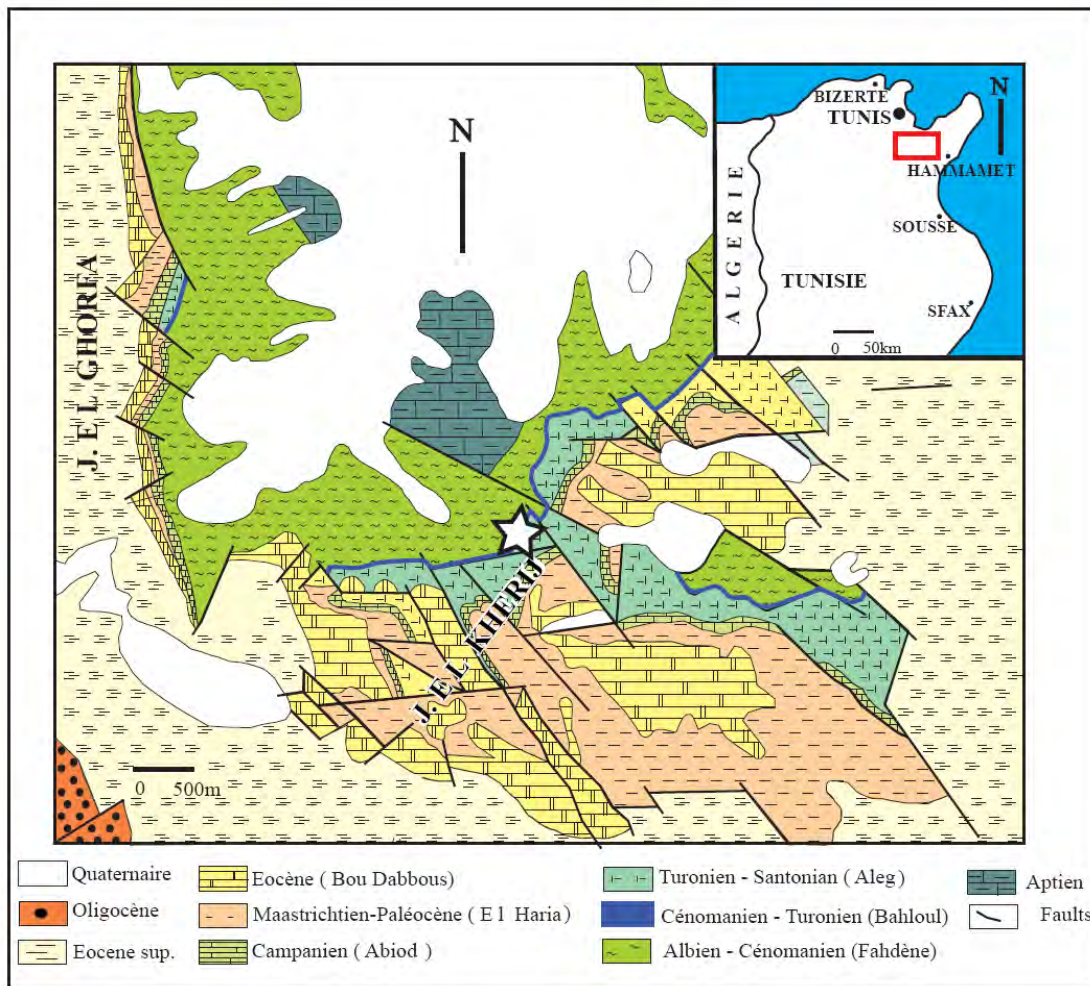 N
BIZERTE
TUNIS
N
HAMMAMET
SOUSSE
ALGERIE
TUNISIE
SFAX
0 50km
J. EL GHOREA
J. EL KHERIJ
0 500m
Quaternaire
Oligocène
Eocene sup.
Eocène ( Bou Dabbous)
Maastrichtien-Paléocène ( E l Haria)
Campanien ( Abiod )
Turonien - Santonian ( Aleg )
Cénomanien - Turonien (Bahloul)
Albien - Cénomanien (Fahdène)
Aptien
Faults